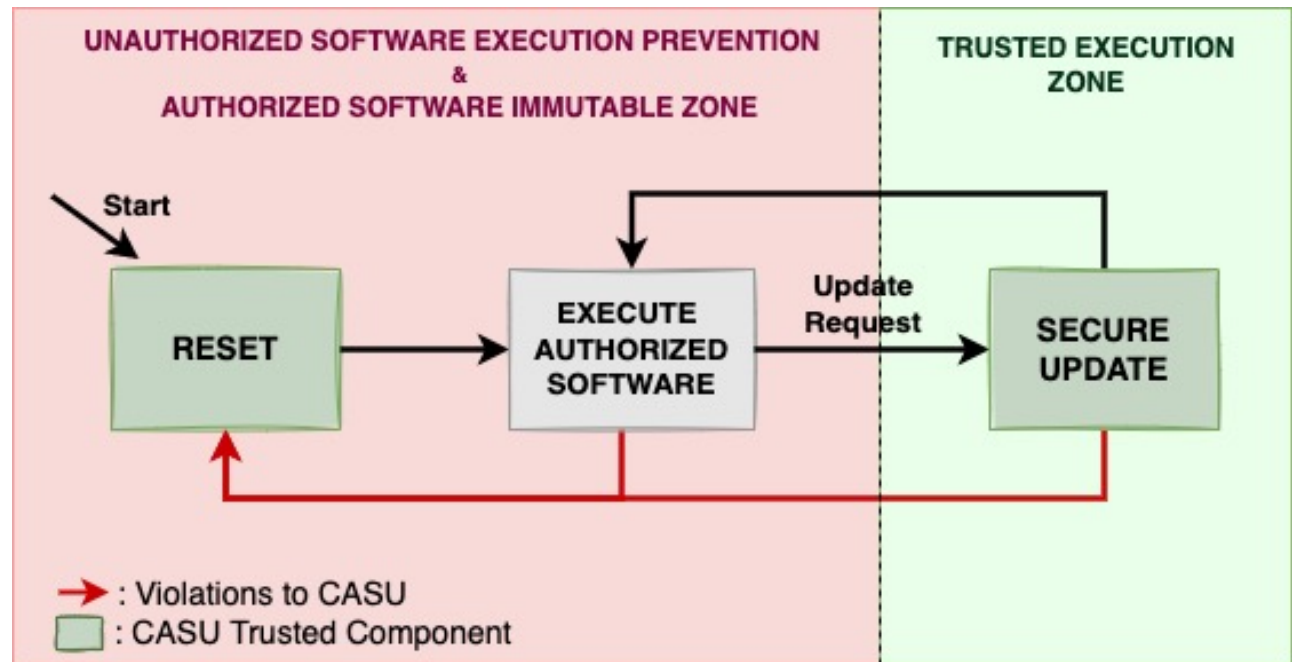 UNAUTHORIZED SOFTWARE EXECUTION PREVENTION
&
AUTHORIZED SOFTWARE IMMUTABLE ZONE
TRUSTED EXECUTION
ZONE
Start
RESET
EXECUTE
AUTHORIZED
SOFTWARE
Update
Request
SECURE
UPDATE
: Violations to CASU
: CASU Trusted Component